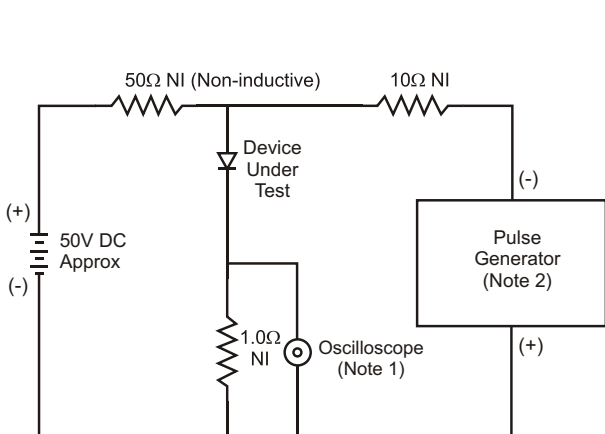 50Ω NI (Non-inductive)
10Ω NI
Device
Under
Test
(-)
(+)
50V DC
Approx
(-)
Pulse
Generator
(Note 2)
1.0Ω
NI
Oscilloscope
(Note 1)
(+)